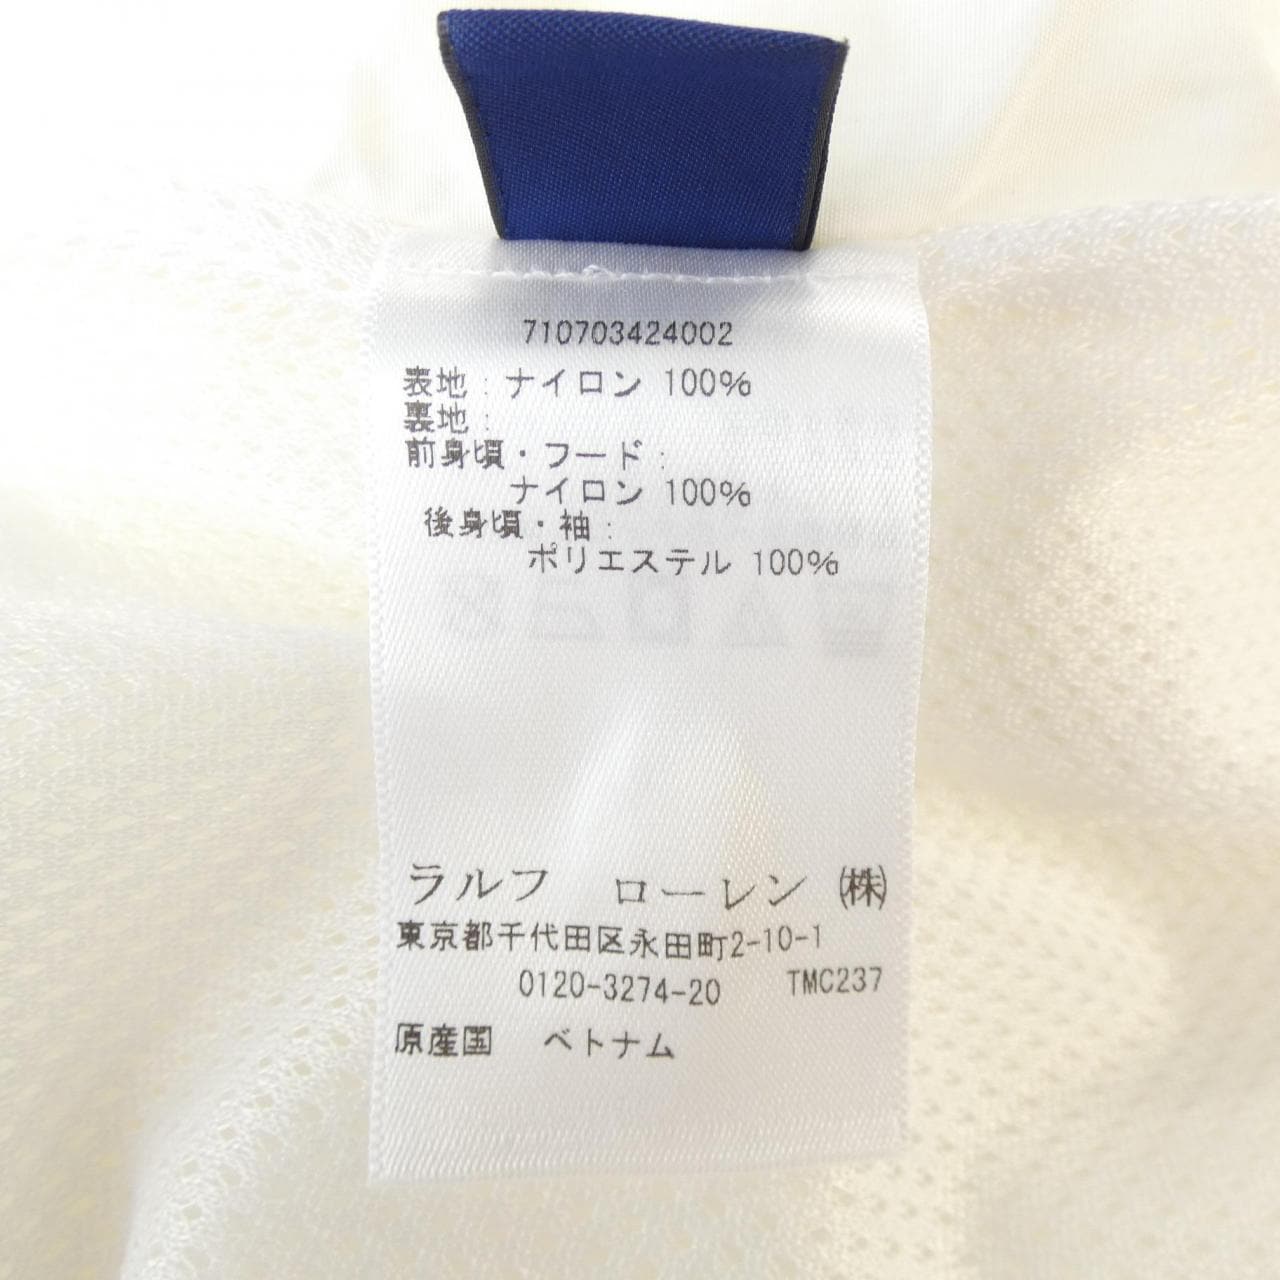 710703424002
表地:ナイロン 100%
裏地:
前身頃・フード:
ナイロン 100%
後身頃・袖:
ポリエステル 100%
ラルフ ローレン ㈱
東京都千代田区永田町2-10-1
0120-3274-20 TMC237
原産国 ベトナム